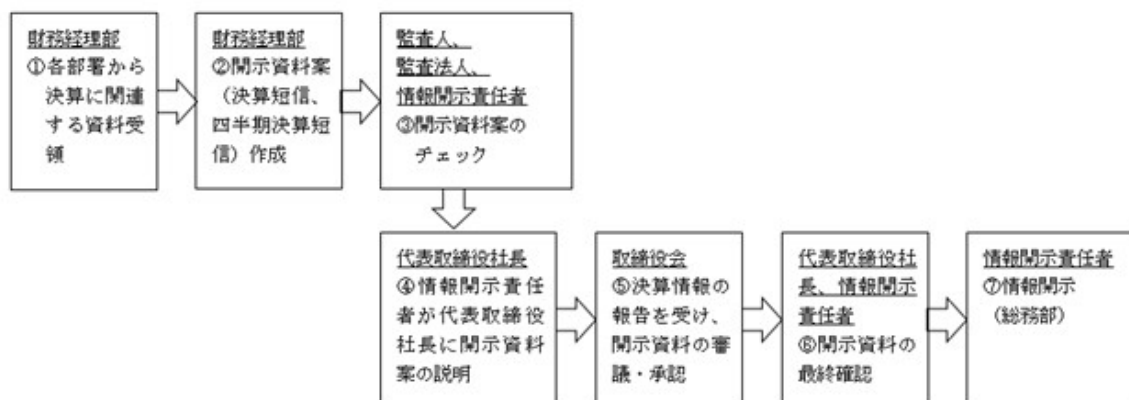 財務経理部
①各部署から
決算に関連
する資料受
領
財務経理部
②開示資料案
（決算短信、
四半期決算短
信）作成
監査人、
監査法人、
情報開示責任者
③開示資料案の
チェック
代表取締役社長
④情報開示責任
者が代表取締役
社長に開示資料
案の説明
取締役会
⑤決算情報の
報告を受け、
開示資料の審
議・承認
代表取締役社
長、情報開示
責任者
⑥開示資料の
最終確認
情報開示責任者
⑦情報開示
（総務部）